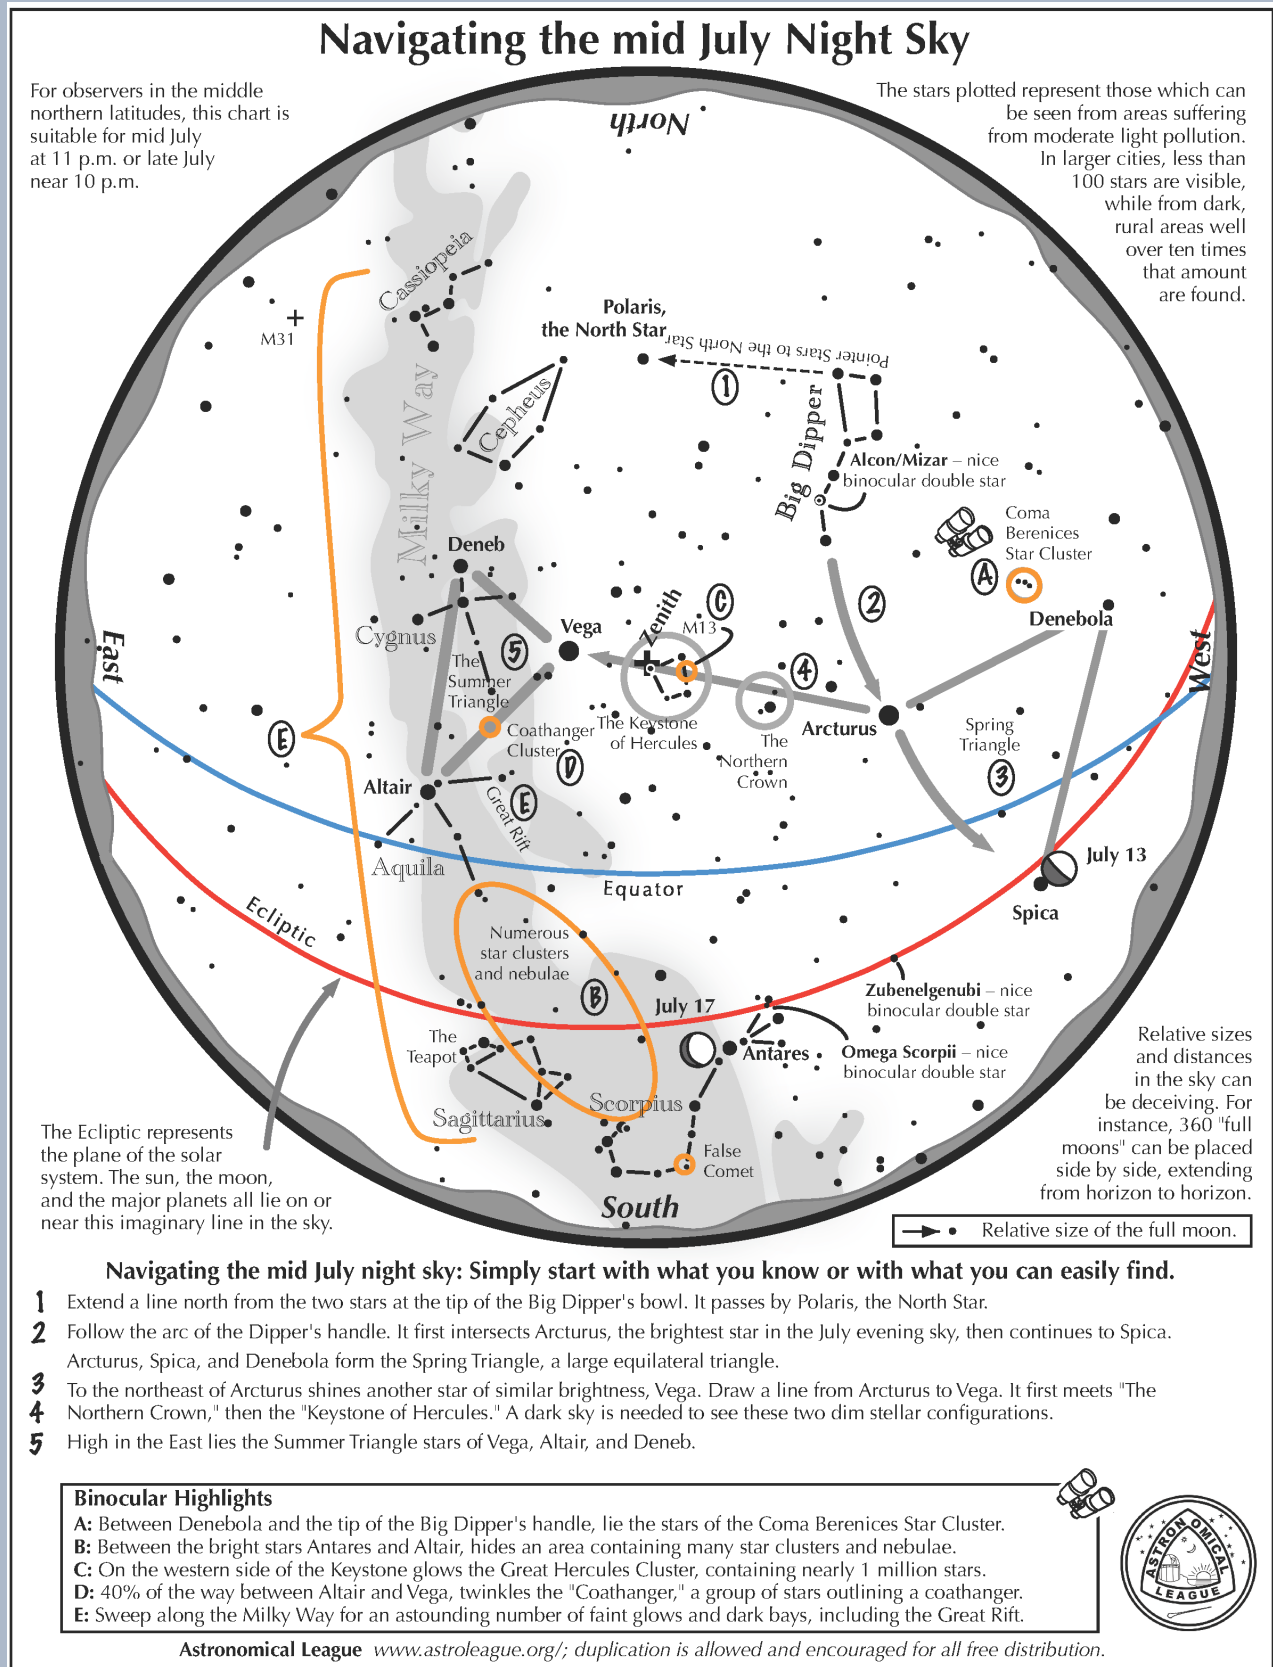 Navigating the mid July Night Sky
For observers in the middle
northern latitudes, this chart is
suitable for mid July
at 11 p.m. or late July
near 10 p.m.
The stars plotted represent those which can
be seen from areas suffering
from moderate light pollution.
In larger cities, less than
100 stars are visible,
while from dark,
rural areas well
over ten times
that amount
are found.
North
Cassiopeia
M31
Polaris,
the North Star
Pointer Stars to the North Star
1
Cepheus
Milky Way
Big Dipper
Alcon/Mizar – nice
binocular double star
Coma
Berenices
Star Cluster
A
Denebola
Deneb
Cygnus
Vega
5
The
Summer
Triangle
Zenith
C
M13
2
4
East
West
E
Coathanger
Cluster
D
The Keystone
of Hercules
The
Northern
Crown
Arcturus
Spring
Triangle
3
Altair
Great Rift
E
Aquila
Equator
July 13
Spica
Ecliptic
Numerous
star clusters
and nebulae
B
July 17
Zubenelgenubi – nice
binocular double star
The
Teapot
Antares
Omega Scorpii – nice
binocular double star
Sagittarius
Scorpius
False
Comet
South
The Ecliptic represents
the plane of the solar
system. The sun, the moon,
and the major planets all lie on or
near this imaginary line in the sky.
Relative sizes
and distances
in the sky can
be deceiving. For
instance, 360 "full
moons" can be placed
side by side, extending
from horizon to horizon.
Relative size of the full moon.
Navigating the mid July night sky: Simply start with what you know or with what you can easily find.
1 Extend a line north from the two stars at the tip of the Big Dipper's bowl. It passes by Polaris, the North Star.
2 Follow the arc of the Dipper's handle. It first intersects Arcturus, the brightest star in the July evening sky, then continues to Spica.
Arcturus, Spica, and Denebola form the Spring Triangle, a large equilateral triangle.
3 To the northeast of Arcturus shines another star of similar brightness, Vega. Draw a line from Arcturus to Vega. It first meets "The
4 Northern Crown," then the "Keystone of Hercules." A dark sky is needed to see these two dim stellar configurations.
5 High in the East lies the Summer Triangle stars of Vega, Altair, and Deneb.
Binocular Highlights
A: Between Denebola and the tip of the Big Dipper's handle, lie the stars of the Coma Berenices Star Cluster.
B: Between the bright stars Antares and Altair, hides an area containing many star clusters and nebulae.
C: On the western side of the Keystone glows the Great Hercules Cluster, containing nearly 1 million stars.
D: 40% of the way between Altair and Vega, twinkles the "Coathanger," a group of stars outlining a coathanger.
E: Sweep along the Milky Way for an astounding number of faint glows and dark bays, including the Great Rift.
ASTRONOMICAL
LEAGUE
Astronomical League www.astroleague.org/; duplication is allowed and encouraged for all free distribution.